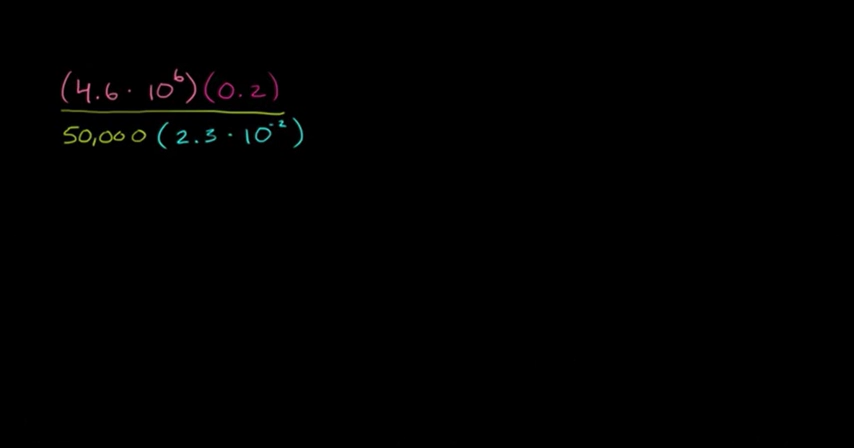 (4.6 · 10⁶)(0.2)
50,000 (2.3 · 10⁻²)